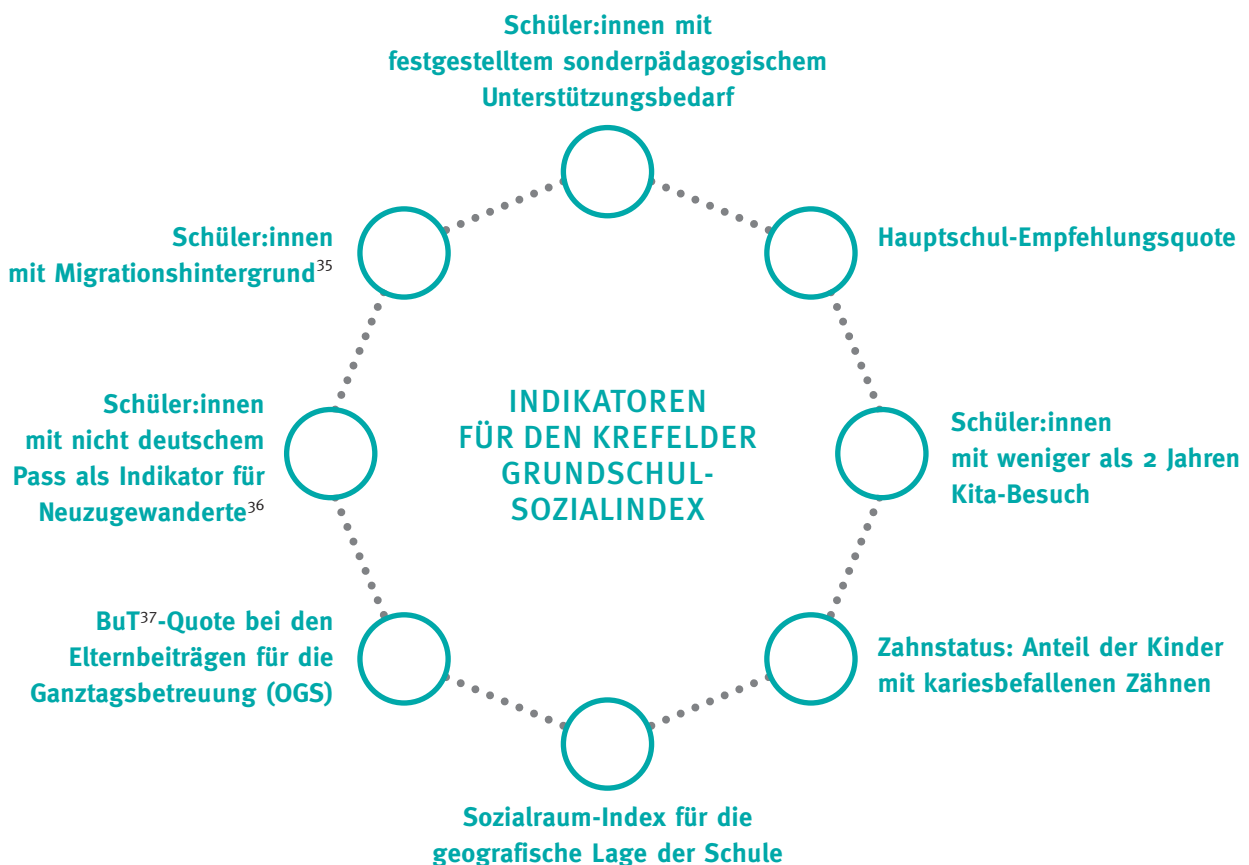 Schüler:innen mit
festgestelltem sonderpädagogischem
Unterstützungsbedarf
Hauptschul-Empfehlungsquote
Schüler:innen
mit weniger als 2 Jahren
Kita-Besuch
Zahnstatus: Anteil der Kinder
mit kariesbefallenen Zähnen
Sozialraum-Index für die
geografische Lage der Schule
BuT37-Quote bei den
Elternbeiträgen für die
Ganztagsbetreuung (OGS)
Schüler:innen
mit nicht deutschem
Pass als Indikator für
Neuzugewanderte36
Schüler:innen
mit Migrationshintergrund35
INDIKATOREN
FÜR DEN KREFELDER
GRUNDSCHUL-
SOZIALINDEX